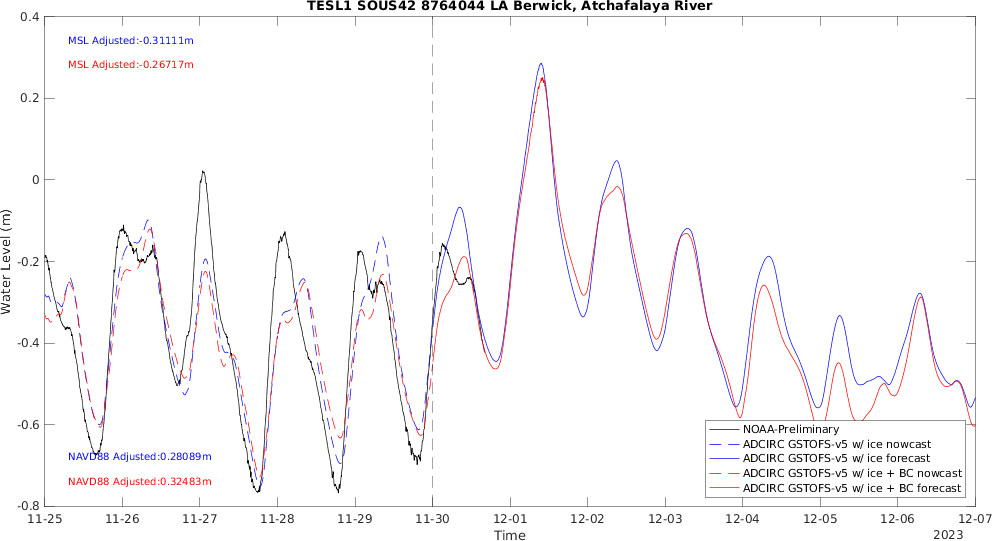 TESL1 SOUS42 8764044 LA Berwick, Atchafalaya River
MSL Adjusted:-0.31111m
MSL Adjusted:-0.26717m
NAVD88 Adjusted:0.28089m
NAVD88 Adjusted:0.32483m
Water Level (m)
0.4
0.2
0
-0.2
-0.4
-0.6
-0.8
NOAA-Preliminary
ADCIRC GSTOFS-v5 w/ ice nowcast
ADCIRC GSTOFS-v5 w/ ice forecast
ADCIRC GSTOFS-v5 w/ ice + BC nowcast
ADCIRC GSTOFS-v5 w/ ice + BC forecast
11-25 11-26 11-27 11-28 11-29 11-30 12-01 12-02 12-03 12-04 12-05 12-06 12-07
Time
2023